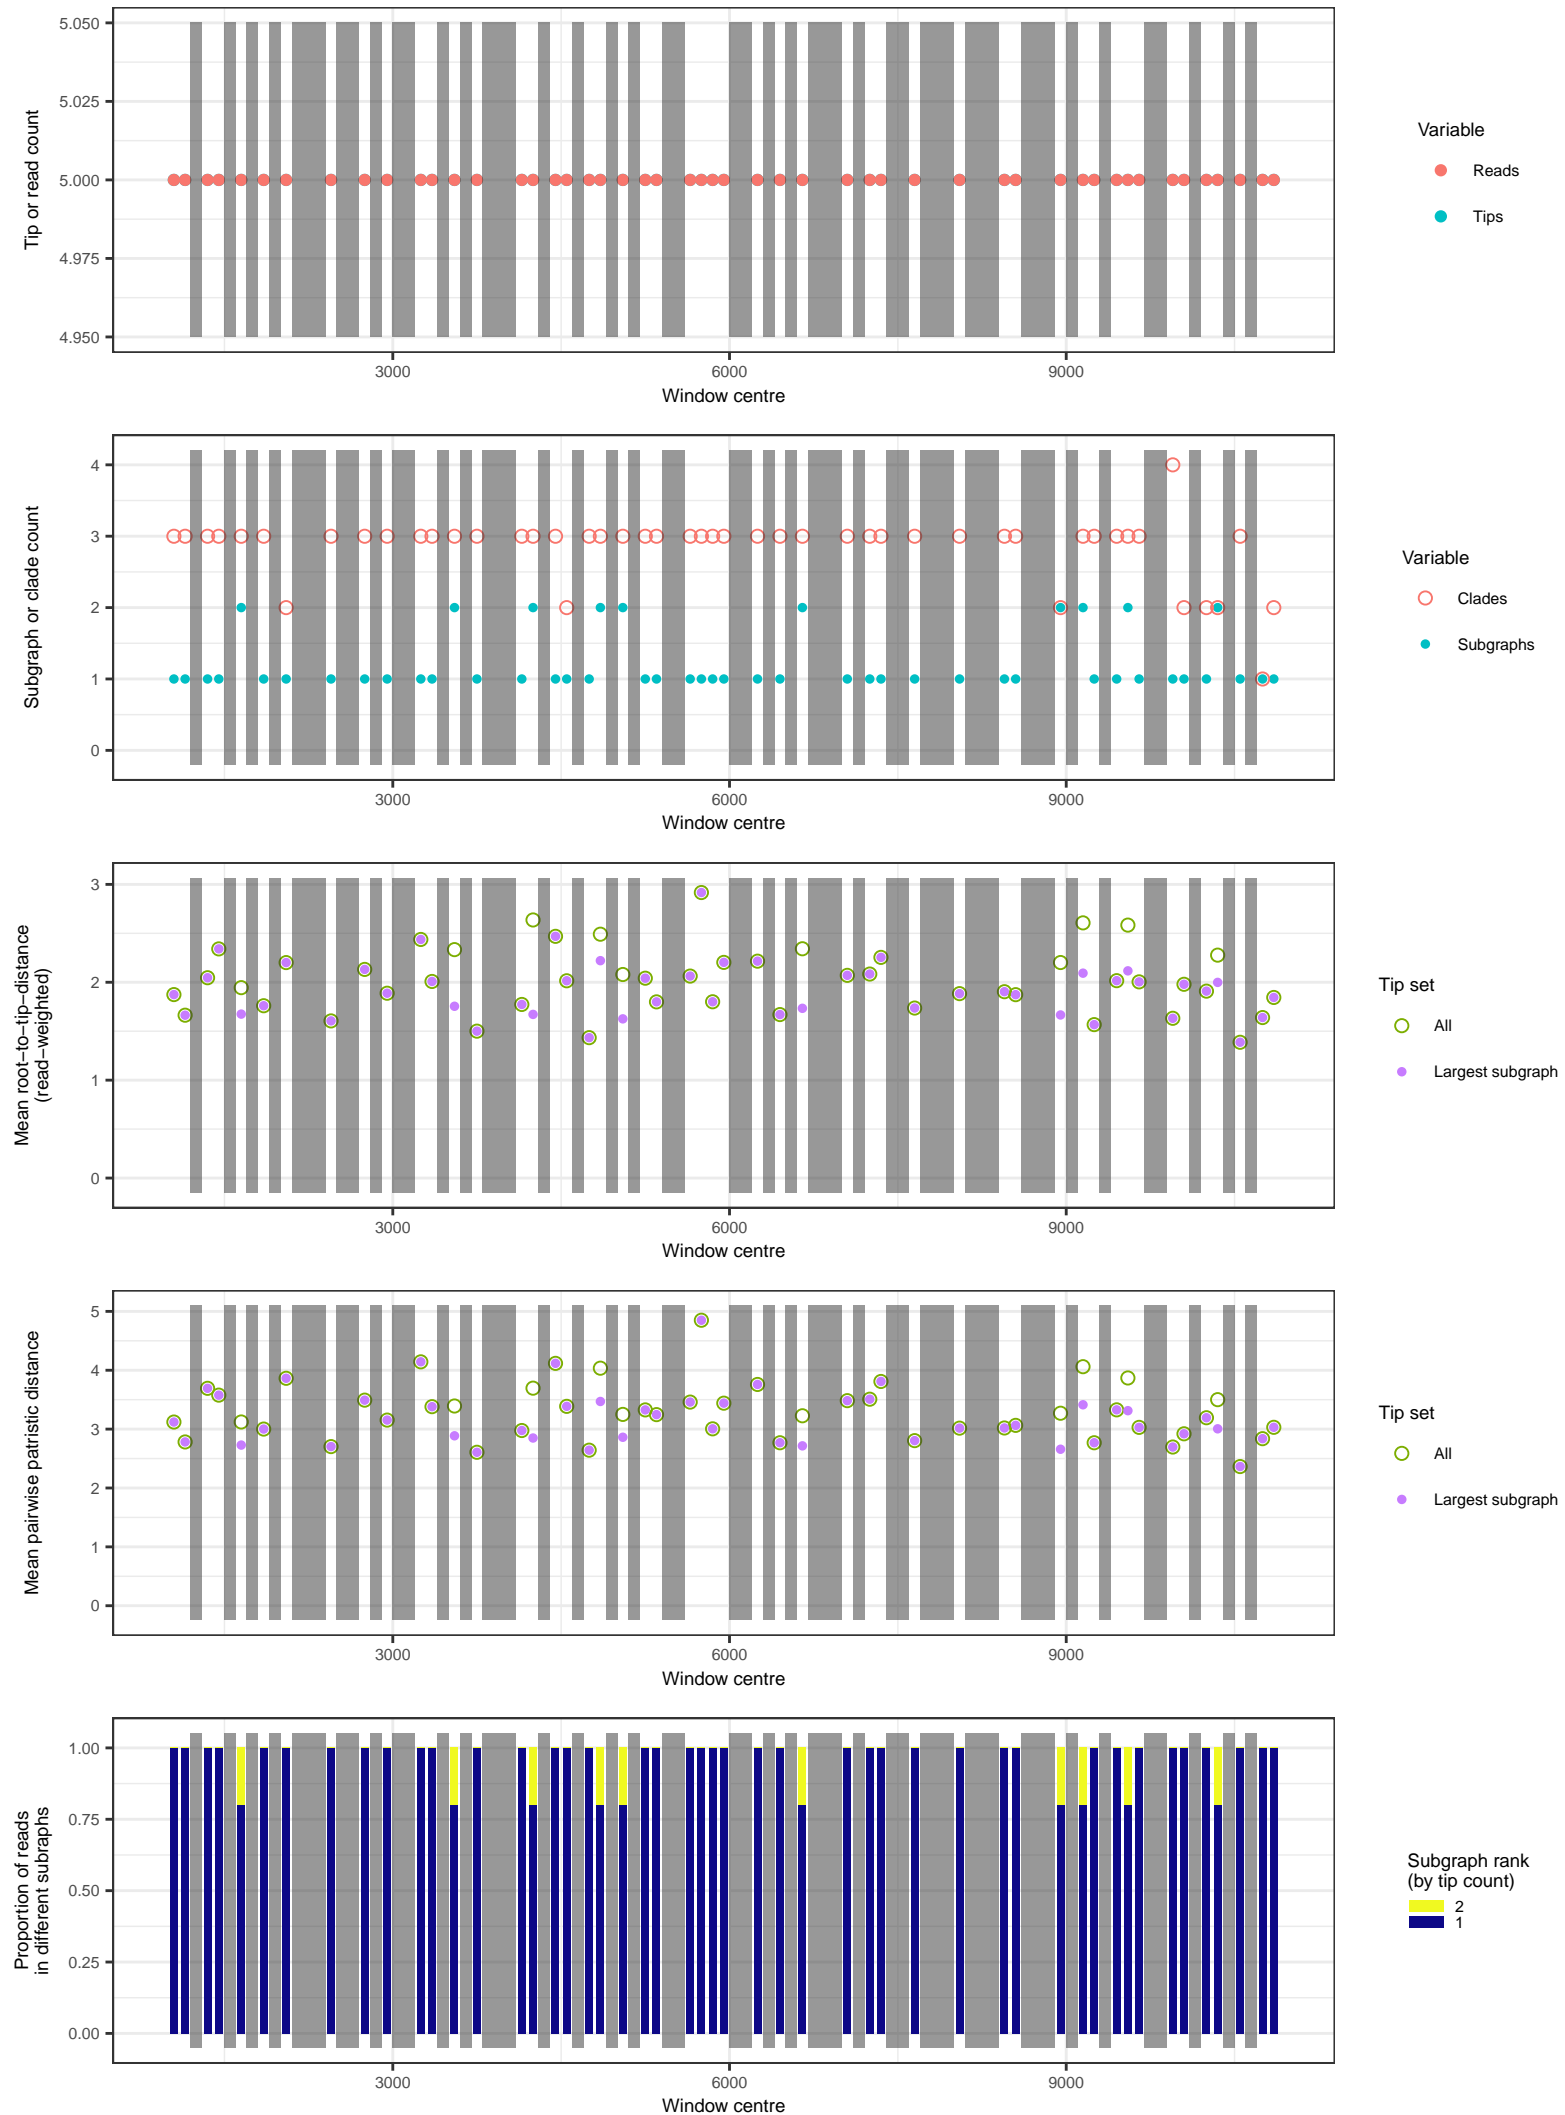 5.050
5.025
5.000
4.975
4.950
Tip or read count
3000
6000
9000
Window centre
Variable
Reads
Tips
4
3
2
1
0
Subgraph or clade count
3000
6000
9000
Window centre
Variable
Clades
Subgraphs
3
2
1
0
Mean root−to−tip−distance
(read−weighted)
3000
6000
9000
Window centre
Tip set
All
Largest subgraph
5
4
3
2
1
0
Mean pairwise patristic distance
3000
6000
9000
Window centre
Tip set
All
Largest subgraph
1.00
0.75
0.50
0.25
0.00
Proportion of reads
in different subraphs
3000
6000
9000
Window centre
Subgraph rank
(by tip count)
2
1